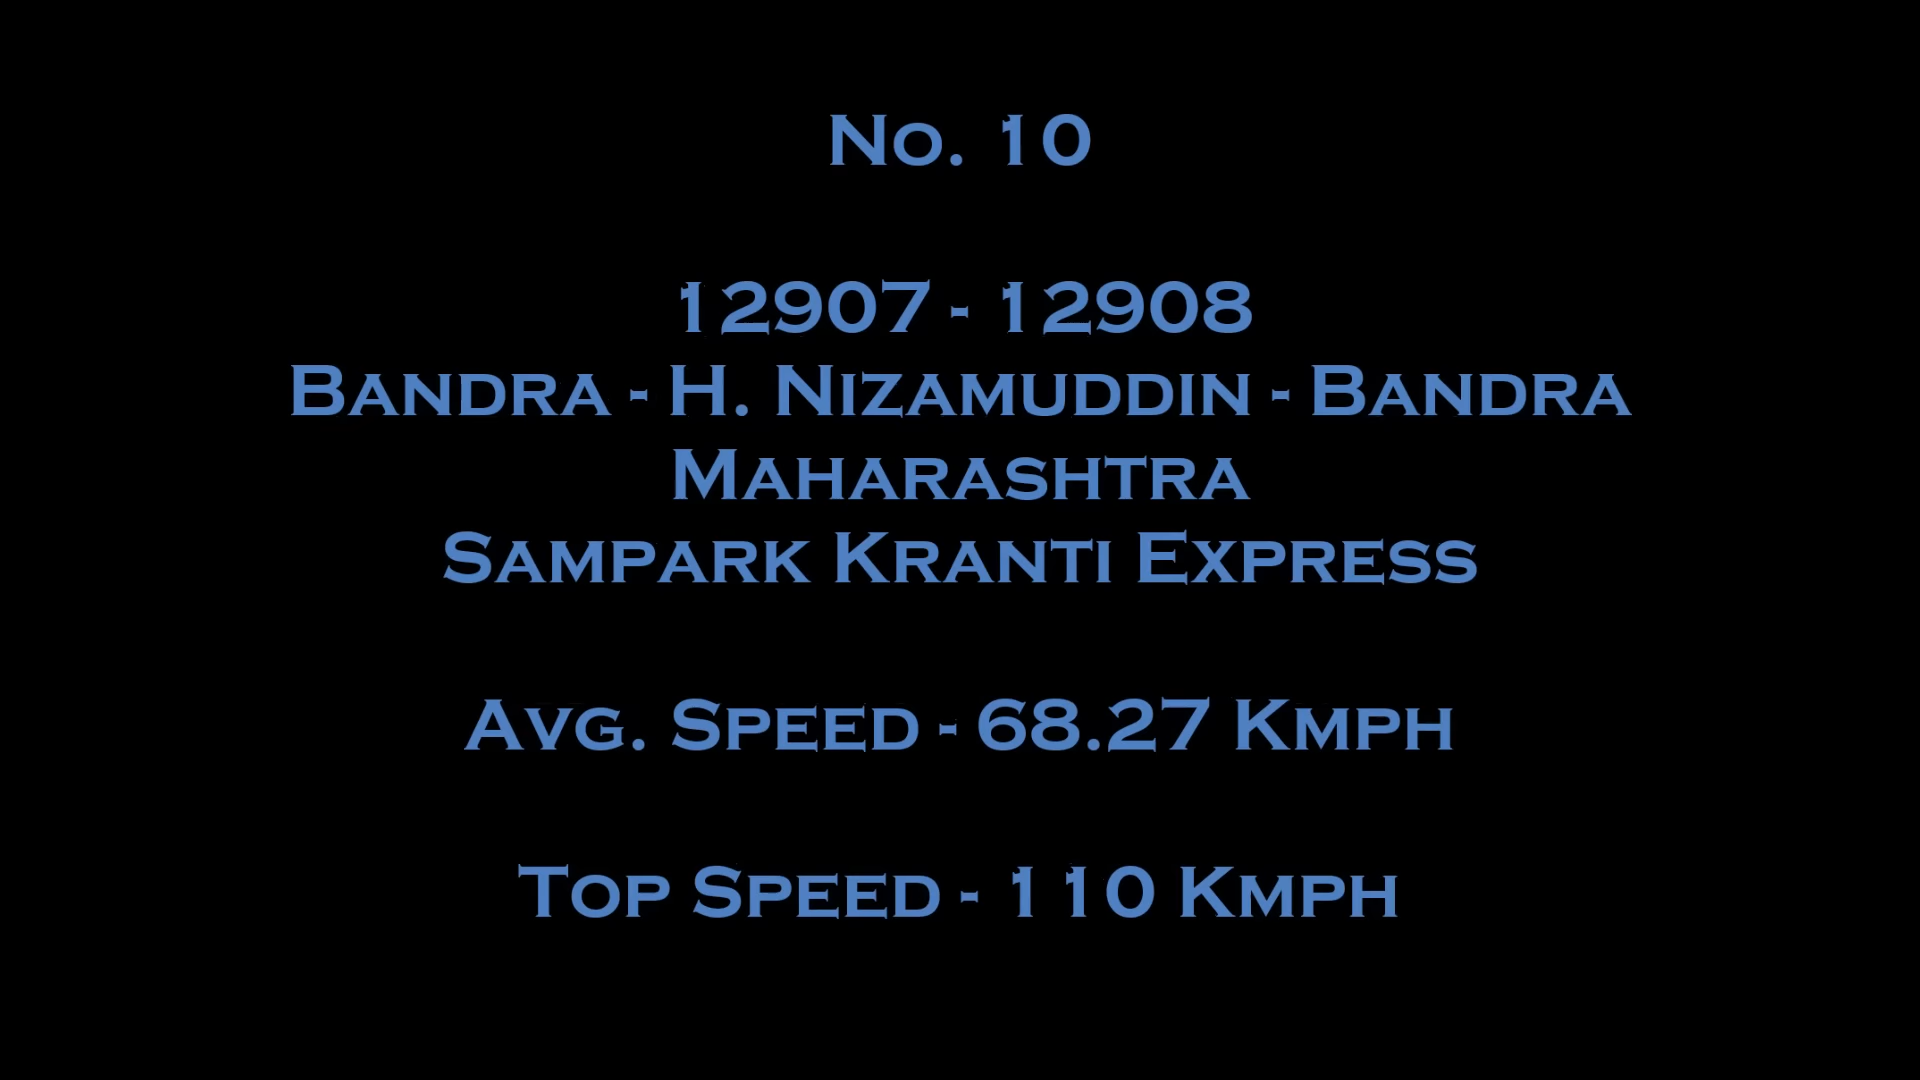 No. 10
12907 - 12908
Bandra - H. Nizamuddin - Bandra
Maharashtra
Sampark Kranti Express
Avg. Speed - 68.27 Kmph
Top Speed - 110 Kmph